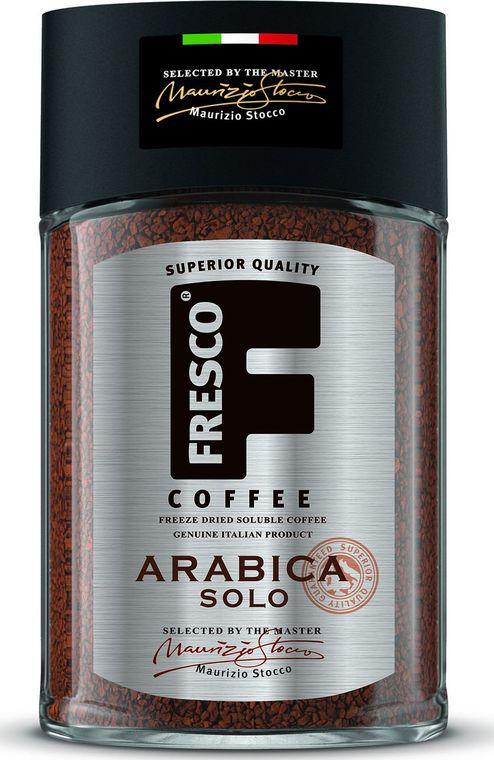 SELECTED BY THE MASTER
Maurizio Stocco
Maurizio Stocco
SUPERIOR QUALITY
FRESCO®
F
COFFEE
FREEZE DRIED SOLUBLE COFFEE
GENUINE ITALIAN PRODUCT
ARABICA
SOLO
GUARANTEED SUPERIOR QUALITY
SELECTED BY THE MASTER
Maurizio Stocco
Maurizio Stocco